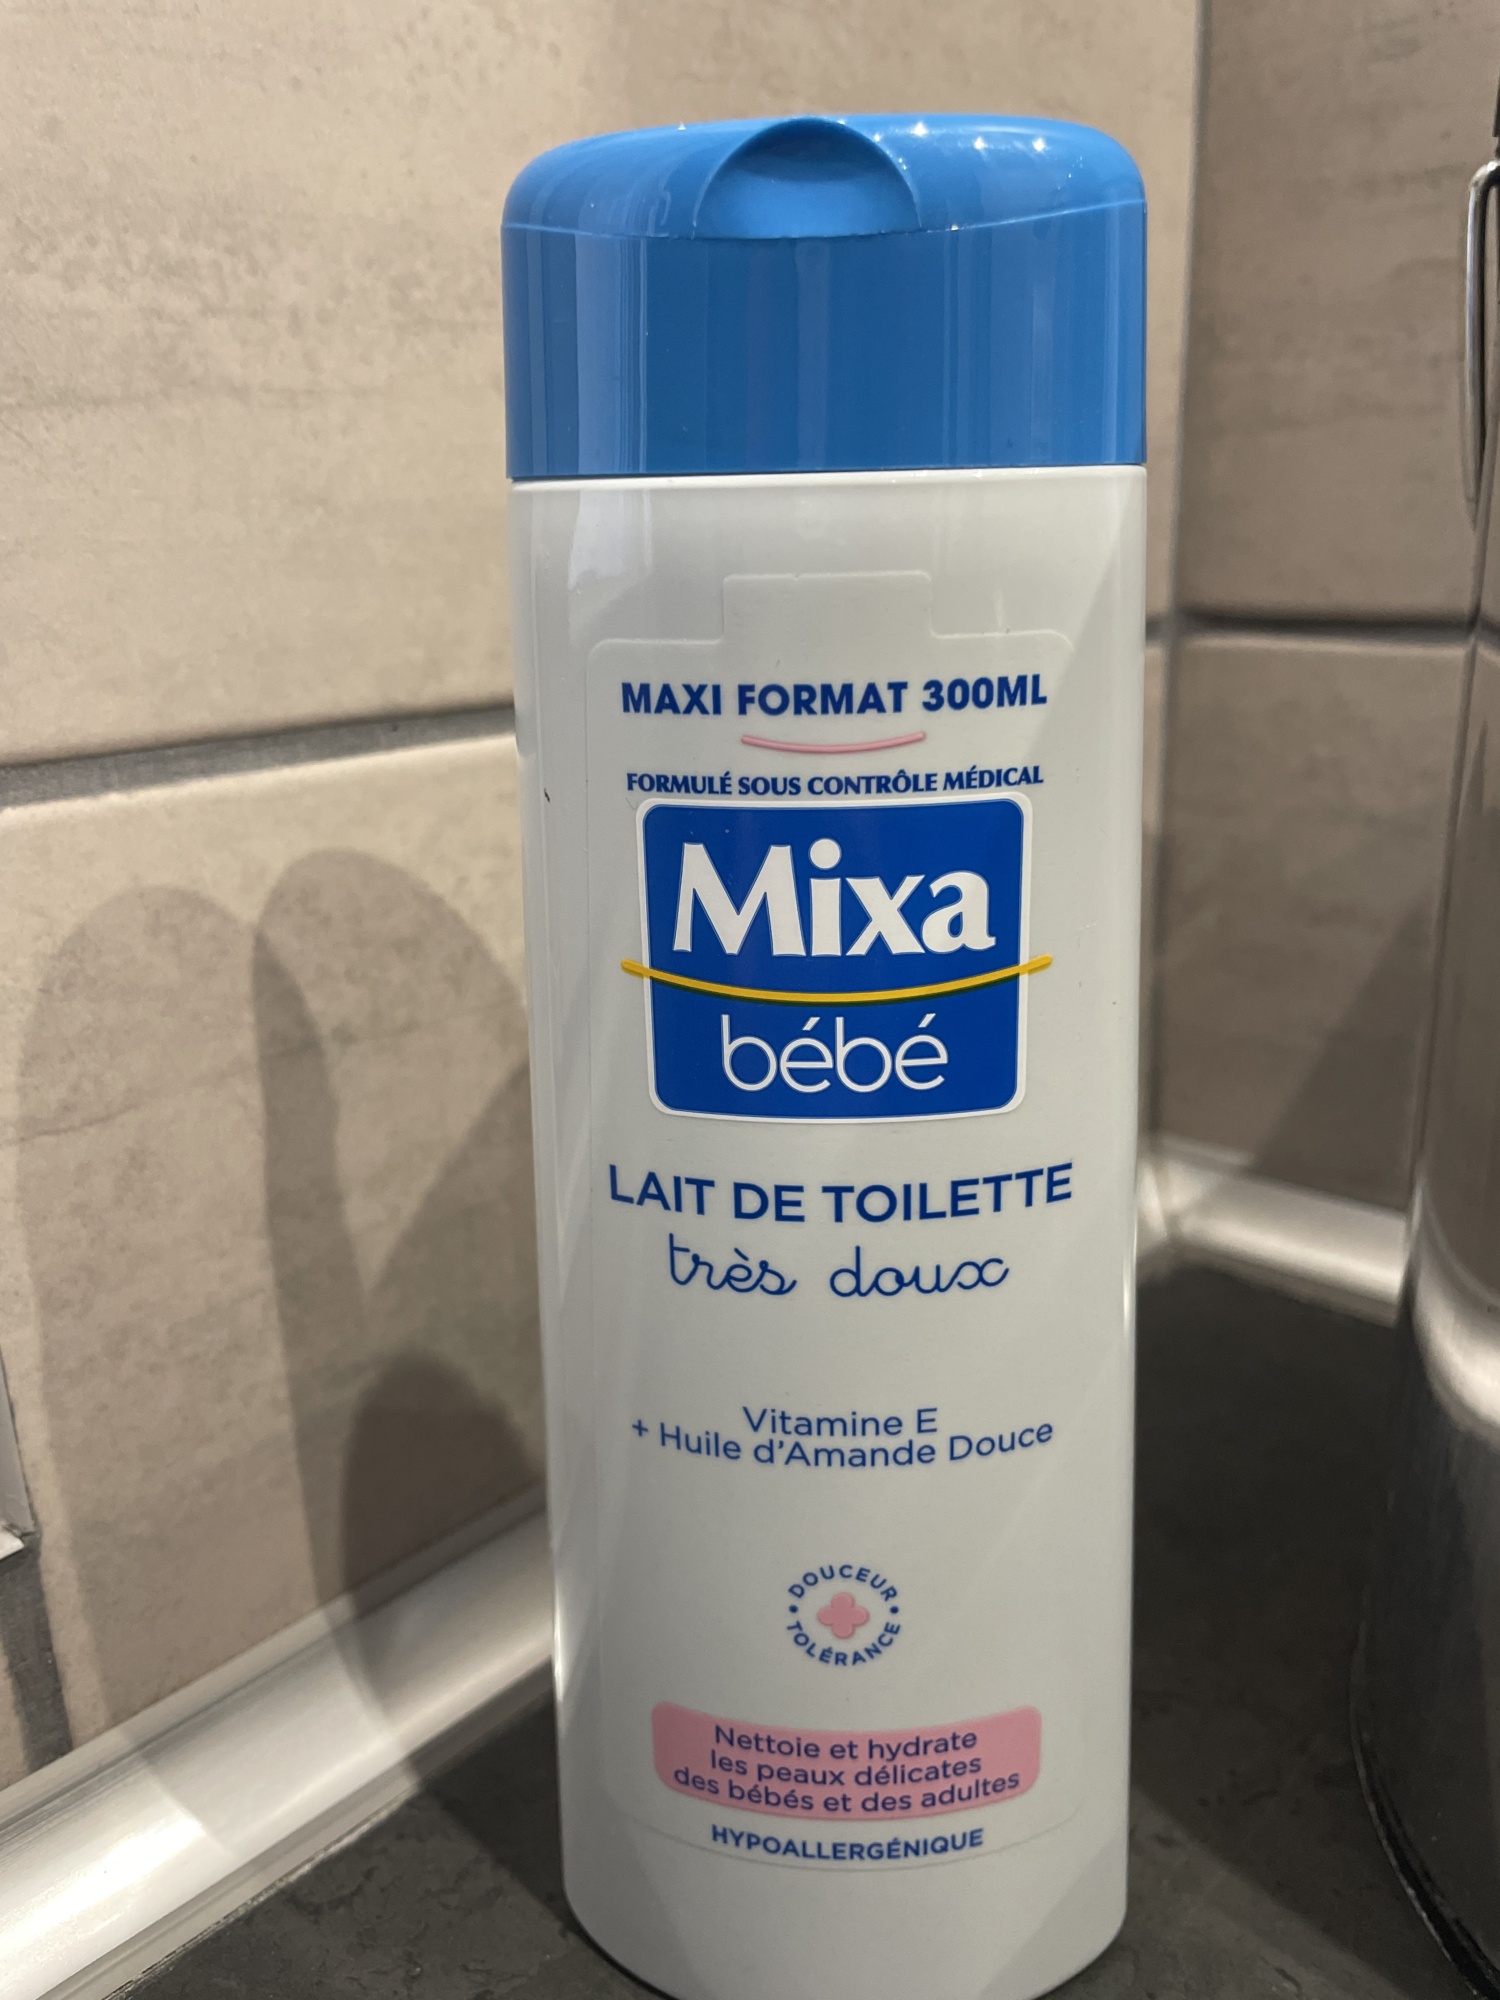 MAXI FORMAT 300ML
FORMULÉ SOUS CONTRÔLE MÉDICAL
Mixa
bébé
LAIT DE TOILETTE
très doux
Vitamine E
+ Huile d'Amande Douce
• DOUCEUR •
TOLÉRANCE
Nettoie et hydrate
les peaux délicates
des bébés et des adultes
HYPOALLERGÉNIQUE